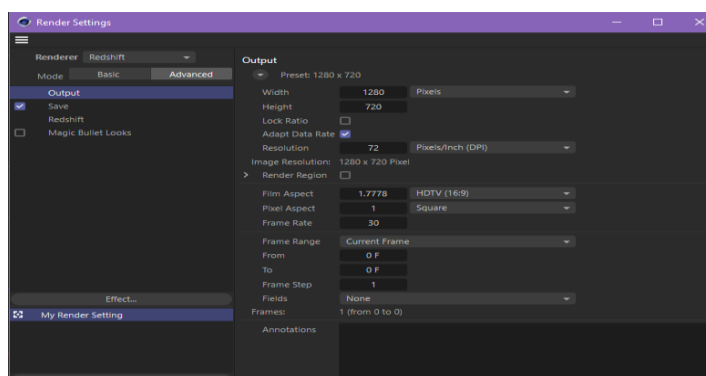 Render Settings
Renderer Redshift
Mode Basic Advanced
Output
Save
Redshift
Magic Bullet Looks
Effect...
My Render Setting
Output
Preset: 1280 x 720
Width 1280 Pixels
Height 720
Lock Ratio
Adapt Data Rate
Resolution 72 Pixels/Inch (DPI)
Image Resolution: 1280 x 720 Pixel
Render Region
Film Aspect 1.7778 HDTV (16:9)
Pixel Aspect 1 Square
Frame Rate 30
Frame Range Current Frame
From 0 F
To 0 F
Frame Step 1
Fields None
Frames: 1 (from 0 to 0)
Annotations